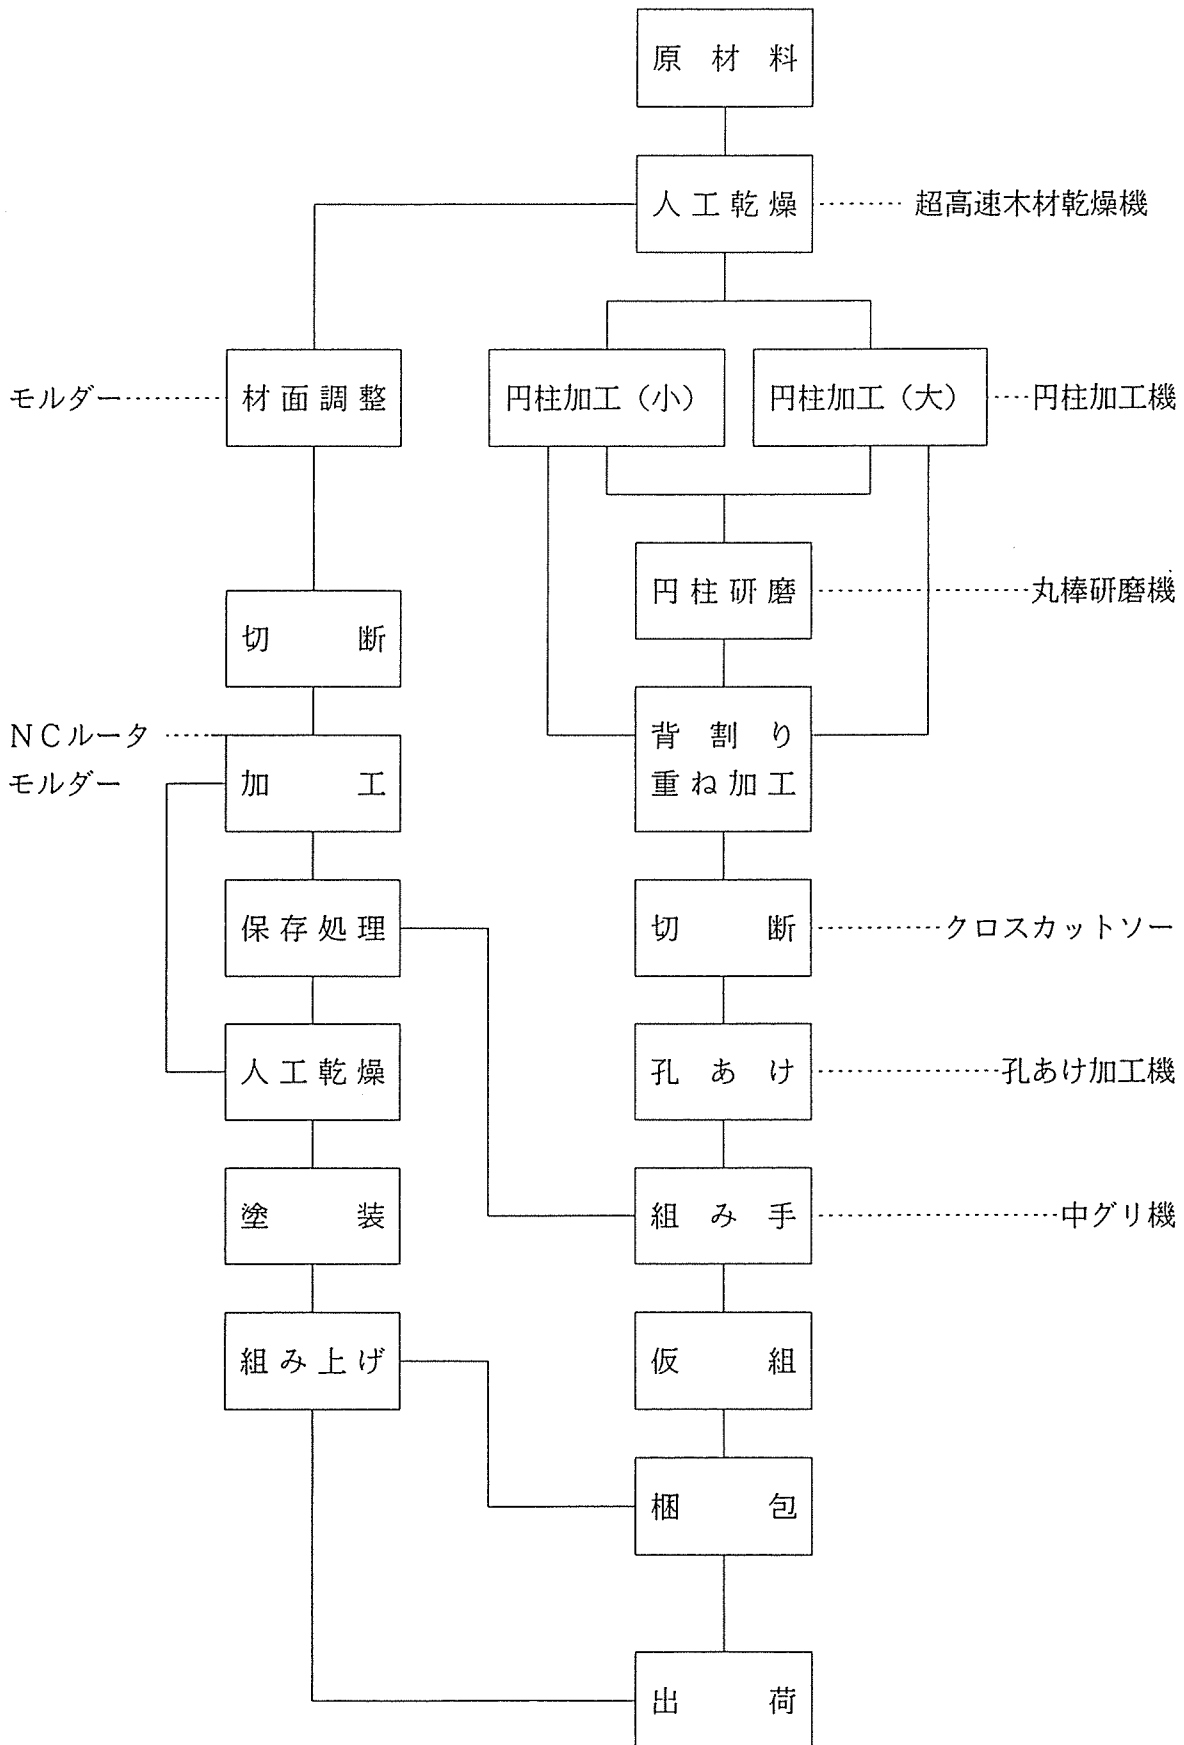 原材料
人工乾燥
超高速木材乾燥機
モルダー
材面調整
円柱加工（小）
円柱加工（大）
円柱加工機
円柱研磨
丸棒研磨機
切断
NCルータ
モルダー
加工
背割り
重ね加工
保存処理
切断
クロスカットソー
人工乾燥
孔あけ
孔あけ加工機
塗装
組み手
中グリ機
組み上げ
仮組
梱包
出荷